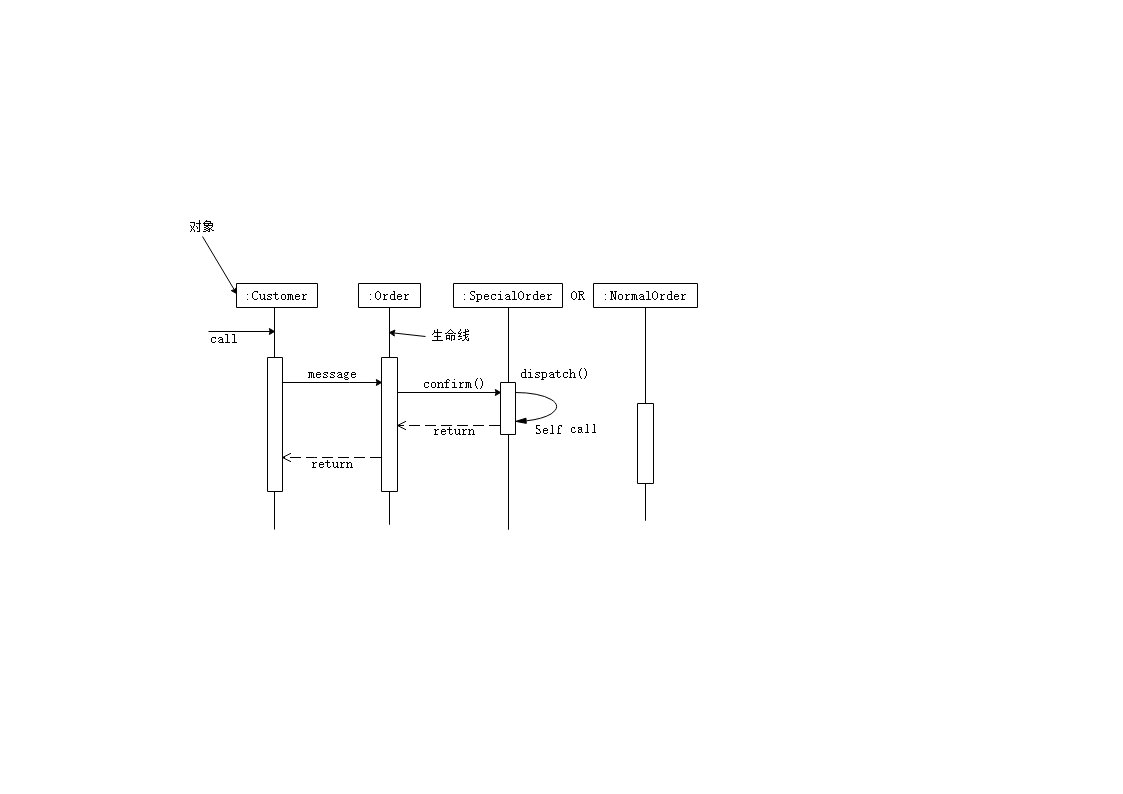 对象
:Customer
:Order
:SpecialOrder
OR
:NormalOrder
call
生命线
message
confirm()
dispatch()
return
Self call
return